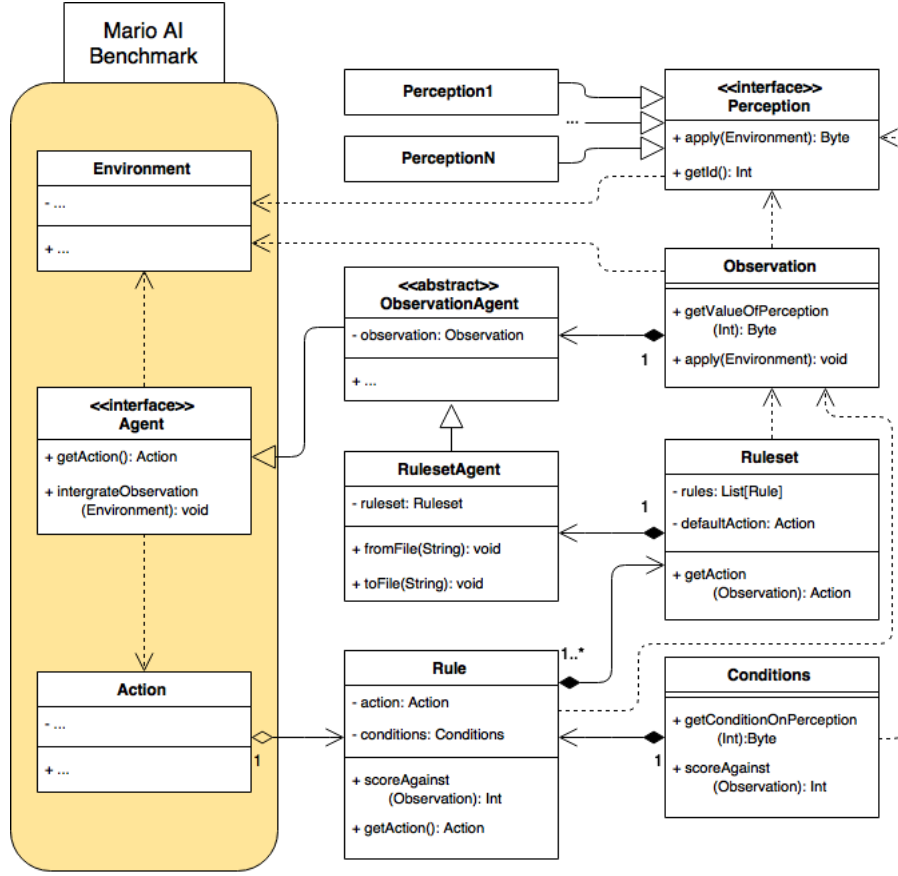 Mario AI
Benchmark
Perception1
...
PerceptionN
<<interface>>
Perception
+ apply(Environment): Byte
+ getId(): Int
Environment
- ...
+ ...
<<abstract>>
ObservationAgent
- observation: Observation
+ ...
Observation
+ getValueOfPerception
(Int): Byte
+ apply(Environment): void
1
<<interface>>
Agent
+ getAction(): Action
+ intergrateObservation
(Environment): void
RulesetAgent
- ruleset: Ruleset
+ fromFile(String): void
+ toFile(String): void
1
Ruleset
- rules: List[Rule]
- defaultAction: Action
+ getAction
(Observation): Action
Action
- ...
+ ...
1
Rule
- action: Action
- conditions: Conditions
+ scoreAgainst
(Observation): Int
+ getAction(): Action
1..*
1
Conditions
+ getConditionOnPerception
(Int):Byte
+ scoreAgainst
(Observation): Int